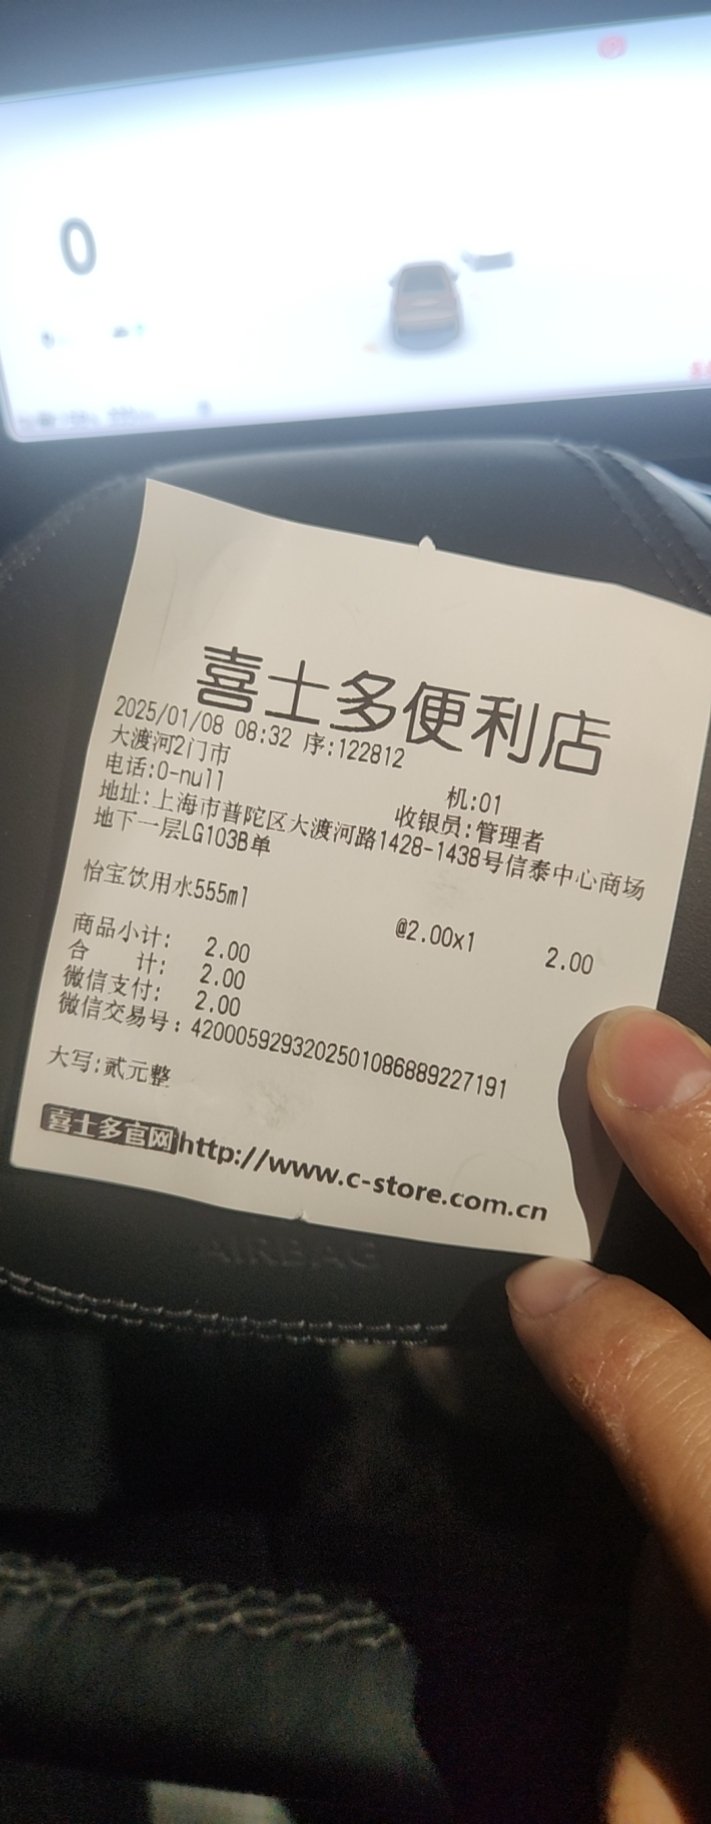 0
喜士多便利店
2025/01/08 08:32 序:122812 机:01
大渡河2门市 收银员:管理者
电话:0-null
地址:上海市普陀区大渡河路1428-1438号信泰中心商场
地下一层LG103B单
怡宝饮用水555ml @2.00x1 2.00
商品小计: 2.00
合 计: 2.00
微信支付: 2.00
微信交易号:4200059293202501086889227191
大写:贰元整
喜士多官网http://www.c-store.com.cn
AIRBAG